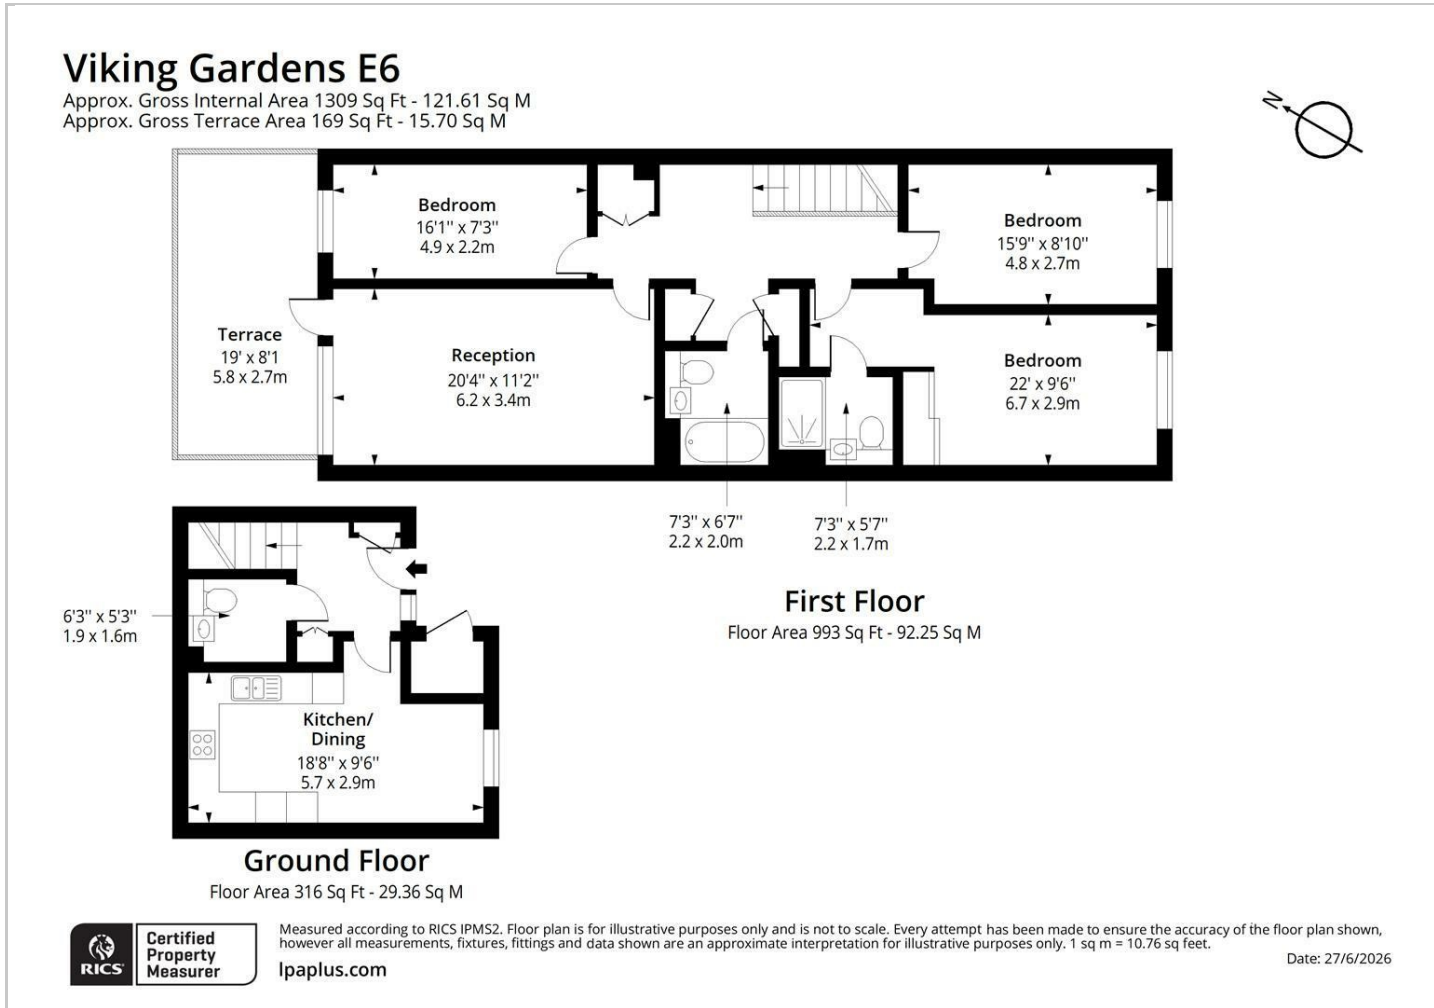 Viking Gardens E6
Approx. Gross Internal Area 1309 Sq Ft - 121.61 Sq M
Approx. Gross Terrace Area 169 Sq Ft - 15.70 Sq M
N
Bedroom
16'1'' x 7'3''
4.9 x 2.2m
Bedroom
15'9'' x 8'10''
4.8 x 2.7m
Terrace
19' x 8'1
5.8 x 2.7m
Reception
20'4'' x 11'2''
6.2 x 3.4m
Bedroom
22' x 9'6''
6.7 x 2.9m
7'3'' x 6'7''
2.2 x 2.0m
7'3'' x 5'7''
2.2 x 1.7m
First Floor
Floor Area 993 Sq Ft - 92.25 Sq M
6'3'' x 5'3''
1.9 x 1.6m
Kitchen/
Dining
18'8'' x 9'6''
5.7 x 2.9m
Ground Floor
Floor Area 316 Sq Ft - 29.36 Sq M
RICS
Certified
Property
Measurer
Measured according to RICS IPMS2. Floor plan is for illustrative purposes only and is not to scale. Every attempt has been made to ensure the accuracy of the floor plan shown,
however all measurements, fixtures, fittings and data shown are an approximate interpretation for illustrative purposes only. 1 sq m = 10.76 sq feet.
lpaplus.com
Date: 27/6/2026